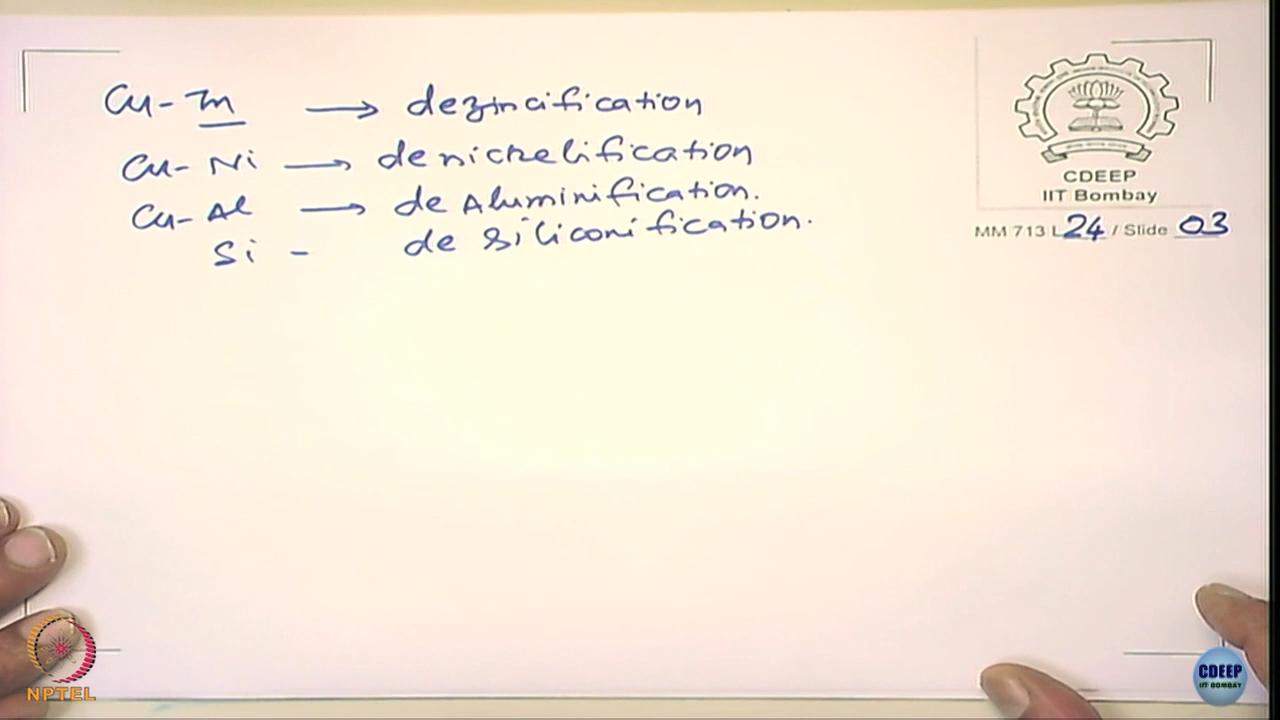 Cu-Zn → dezincification
Cu-Ni → denickelification
Cu-Al → de Aluminification.
Si - de siliconification.
CDEEP
IIT Bombay
MM 713 L24 / Slide 03
NPTEL
CDEEP
IIT BOMBAY